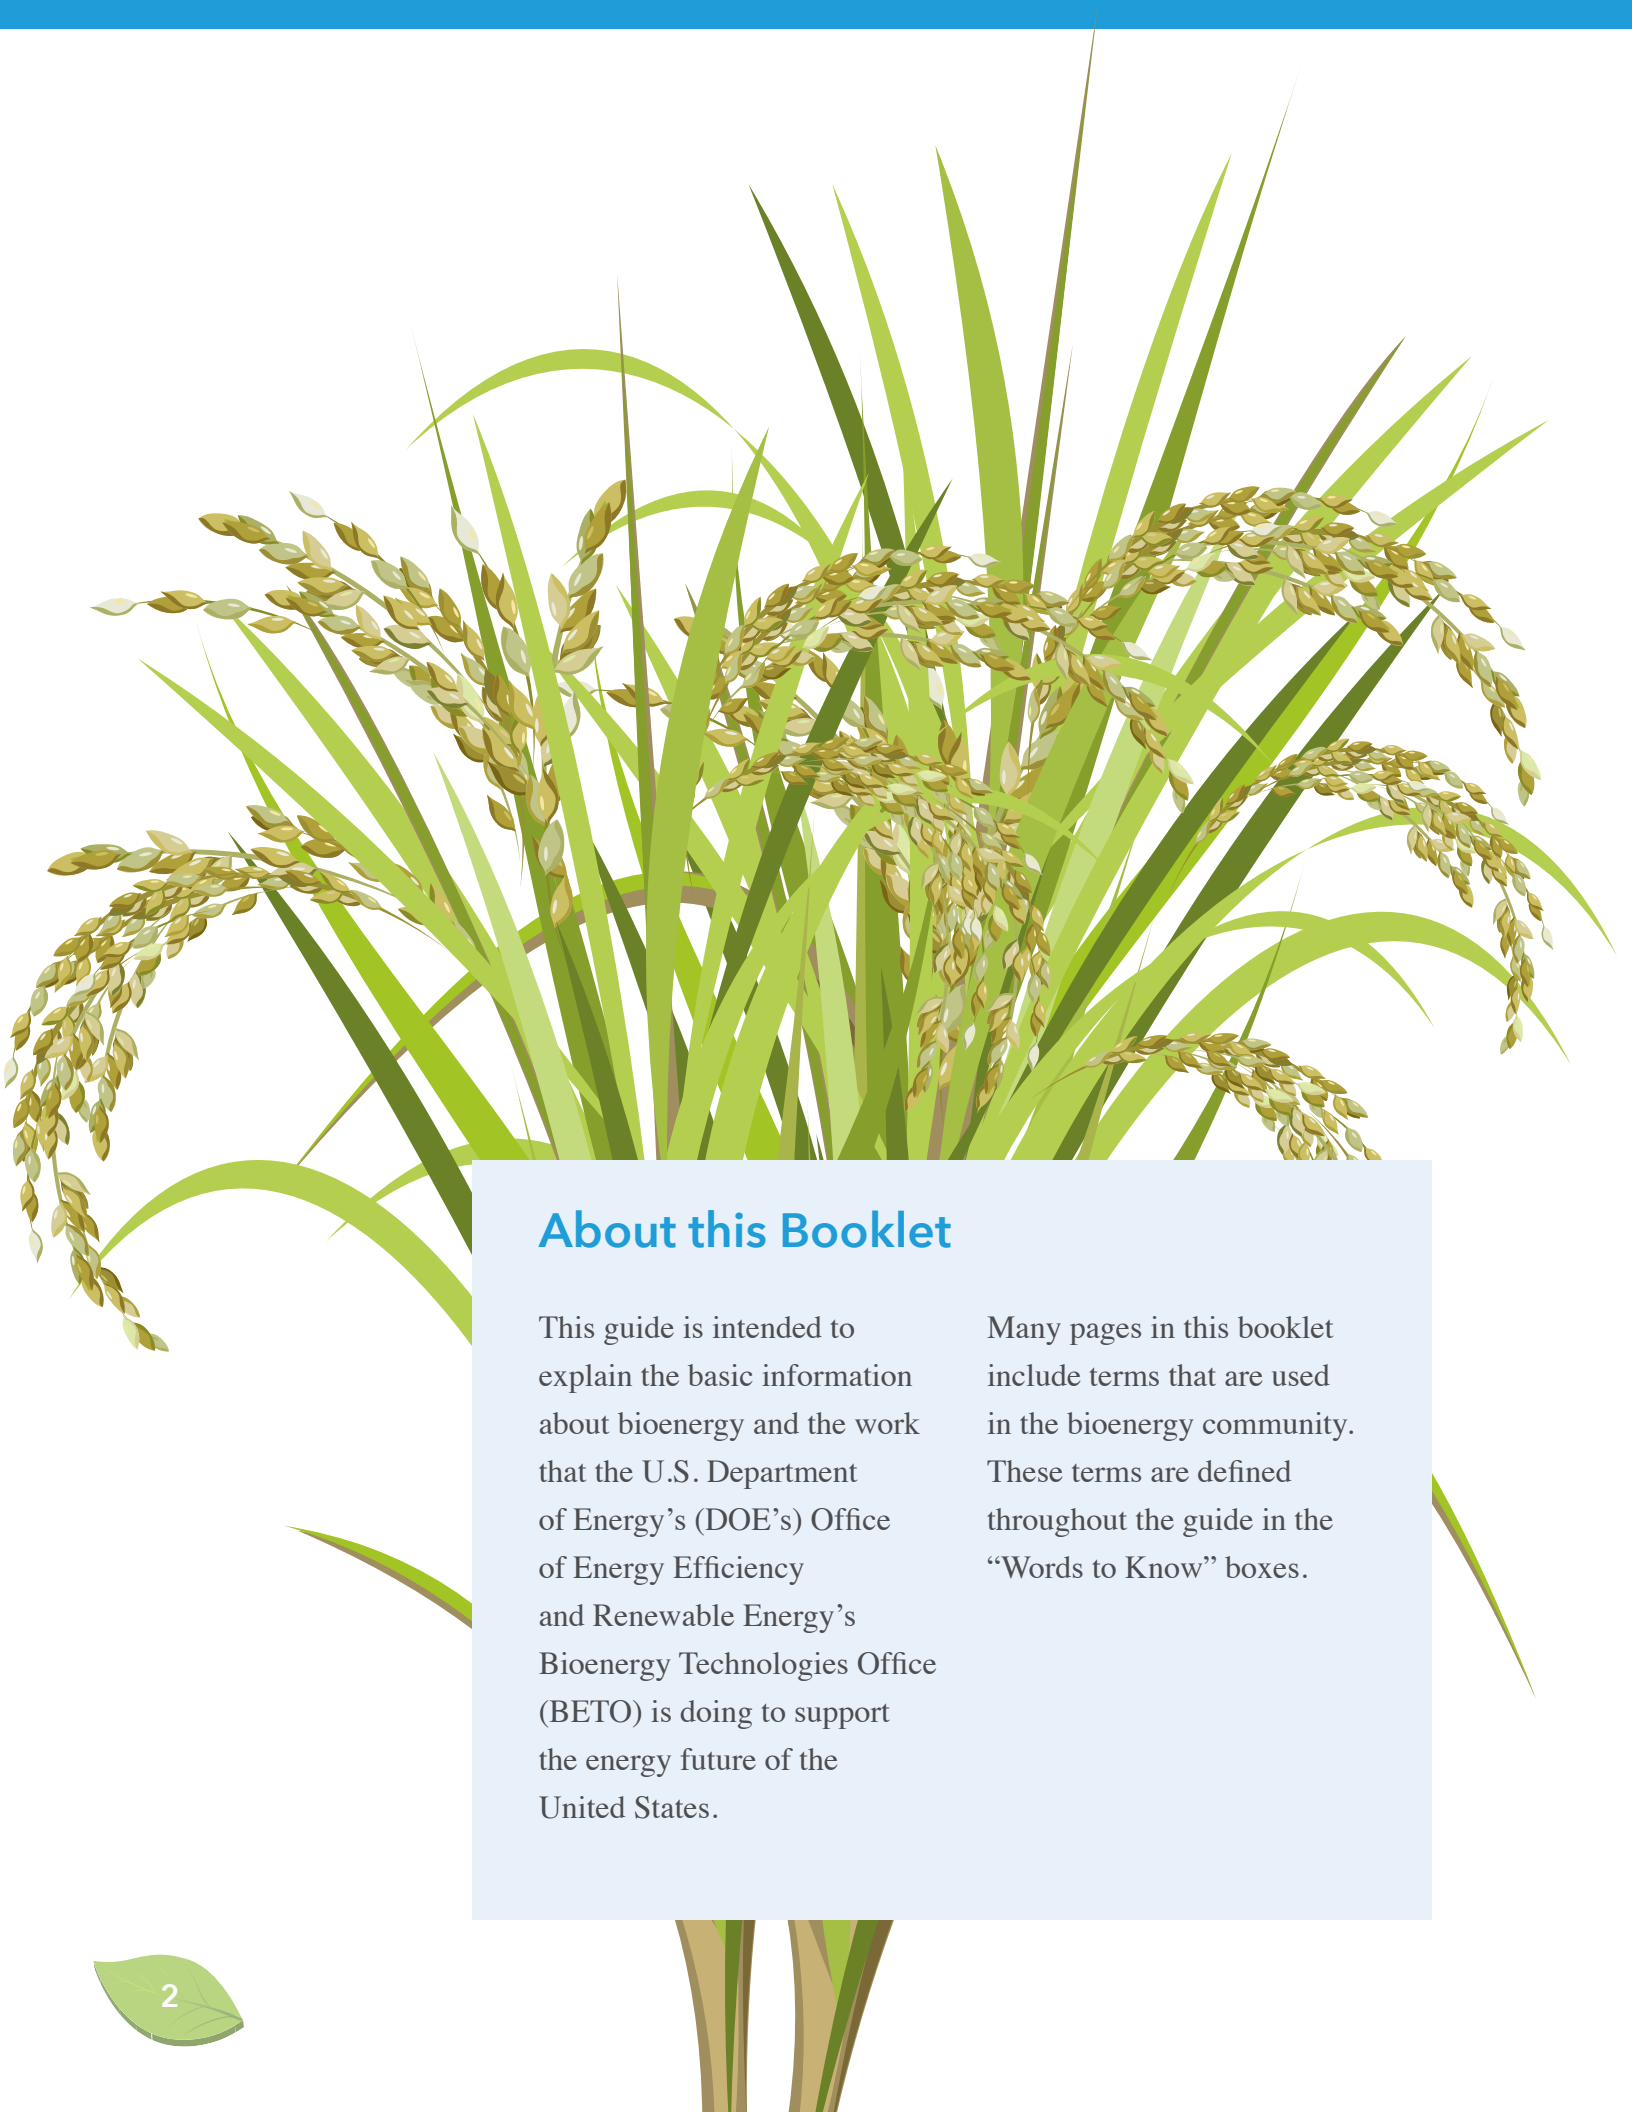 About this Booklet
This guide is intended to
explain the basic information
about bioenergy and the work
that the U.S. Department
of Energy’s (DOE’s) Office
of Energy Efficiency
and Renewable Energy’s
Bioenergy Technologies Office
(BETO) is doing to support
the energy future of the
United States.
Many pages in this booklet
include terms that are used
in the bioenergy community.
These terms are defined
throughout the guide in the
“Words to Know” boxes.
2